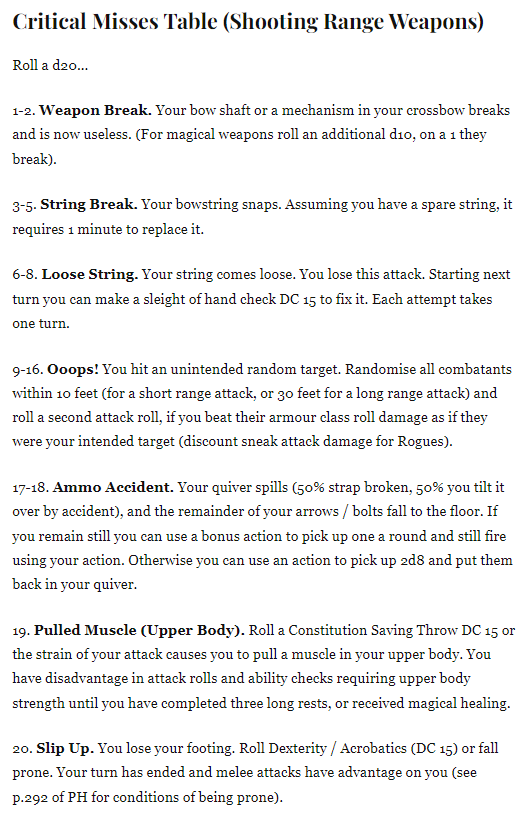 Critical Misses Table (Shooting Range Weapons)
Roll a d20...
1-2. Weapon Break. Your bow shaft or a mechanism in your crossbow breaks
and is now useless. (For magical weapons roll an additional d10, on a 1 they
break).
3-5. String Break. Your bowstring snaps. Assuming you have a spare string, it
requires 1 minute to replace it.
6-8. Loose String. Your string comes loose. You lose this attack. Starting next
turn you can make a sleight of hand check DC 15 to fix it. Each attempt takes
one turn.
9-16. Ooops! You hit an unintended random target. Randomise all combatants
within 10 feet (for a short range attack, or 30 feet for a long range attack) and
roll a second attack roll, if you beat their armour class roll damage as if they
were your intended target (discount sneak attack damage for Rogues).
17-18. Ammo Accident. Your quiver spills (50% strap broken, 50% you tilt it
over by accident), and the remainder of your arrows / bolts fall to the floor. If
you remain still you can use a bonus action to pick up one a round and still fire
using your action. Otherwise you can use an action to pick up 2d8 and put them
back in your quiver.
19. Pulled Muscle (Upper Body). Roll a Constitution Saving Throw DC 15 or
the strain of your attack causes you to pull a muscle in your upper body. You
have disadvantage in attack rolls and ability checks requiring upper body
strength until you have completed three long rests, or received magical healing.
20. Slip Up. You lose your footing. Roll Dexterity / Acrobatics (DC 15) or fall
prone. Your turn has ended and melee attacks have advantage on you (see
p.292 of PH for conditions of being prone).